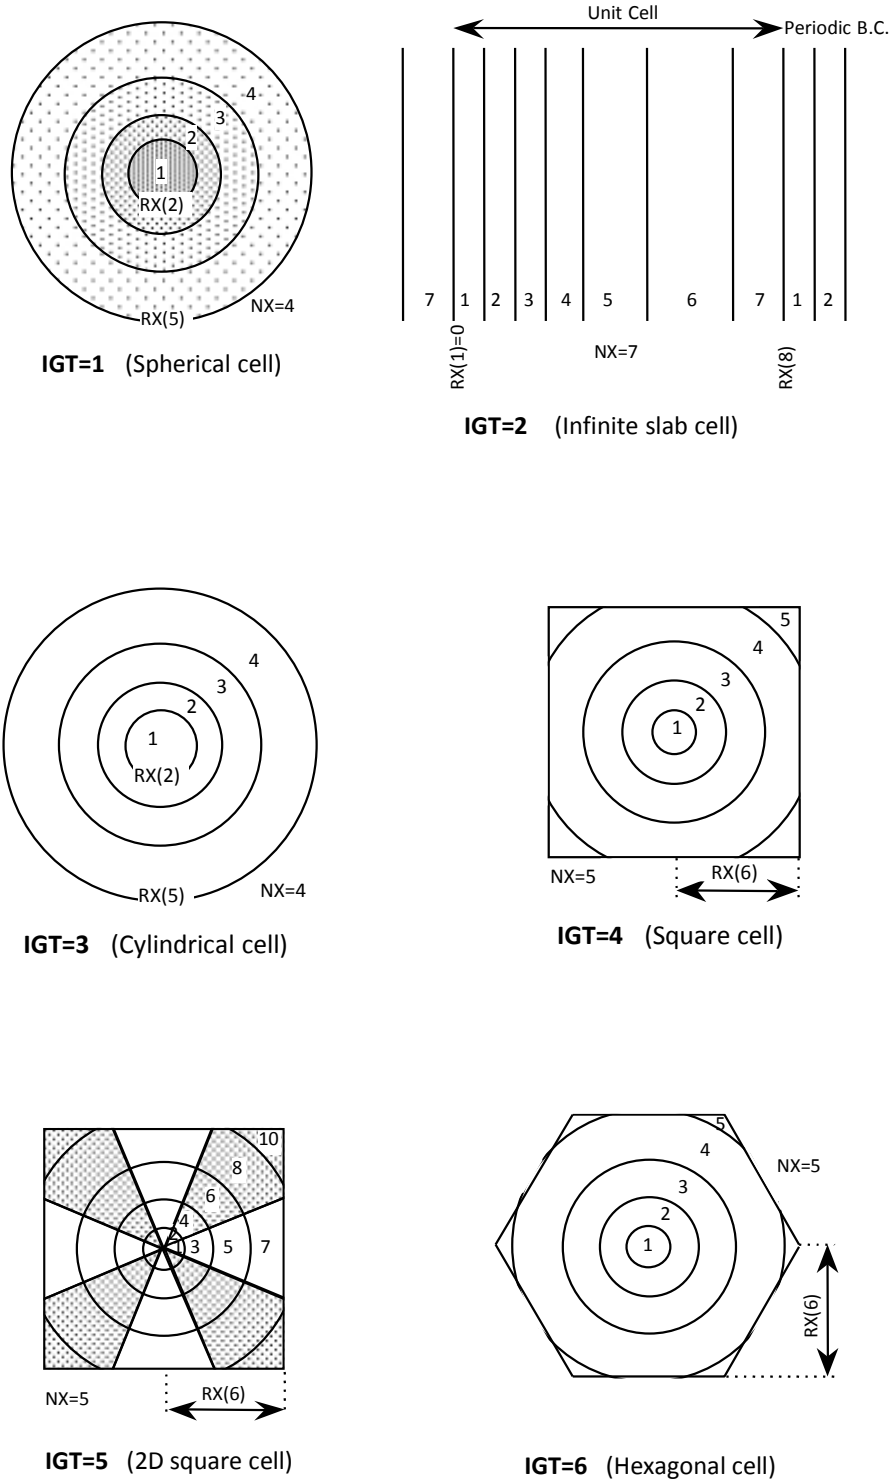 4
3
2
1
RX(2)
RX(5)
NX=4
IGT=1 (Spherical cell)
Unit Cell
Periodic B.C.
7 1 2 3 4 5 6 7 1 2
RX(1)=0
NX=7
RX(8)
IGT=2 (Infinite slab cell)
4
3
2
1
RX(2)
RX(5)
NX=4
IGT=3 (Cylindrical cell)
5
4
3
2
1
NX=5
RX(6)
IGT=4 (Square cell)
10
8
6
4
2
1 3 5 7
NX=5
RX(6)
IGT=5 (2D square cell)
5
4
3
2
1
NX=5
RX(6)
IGT=6 (Hexagonal cell)